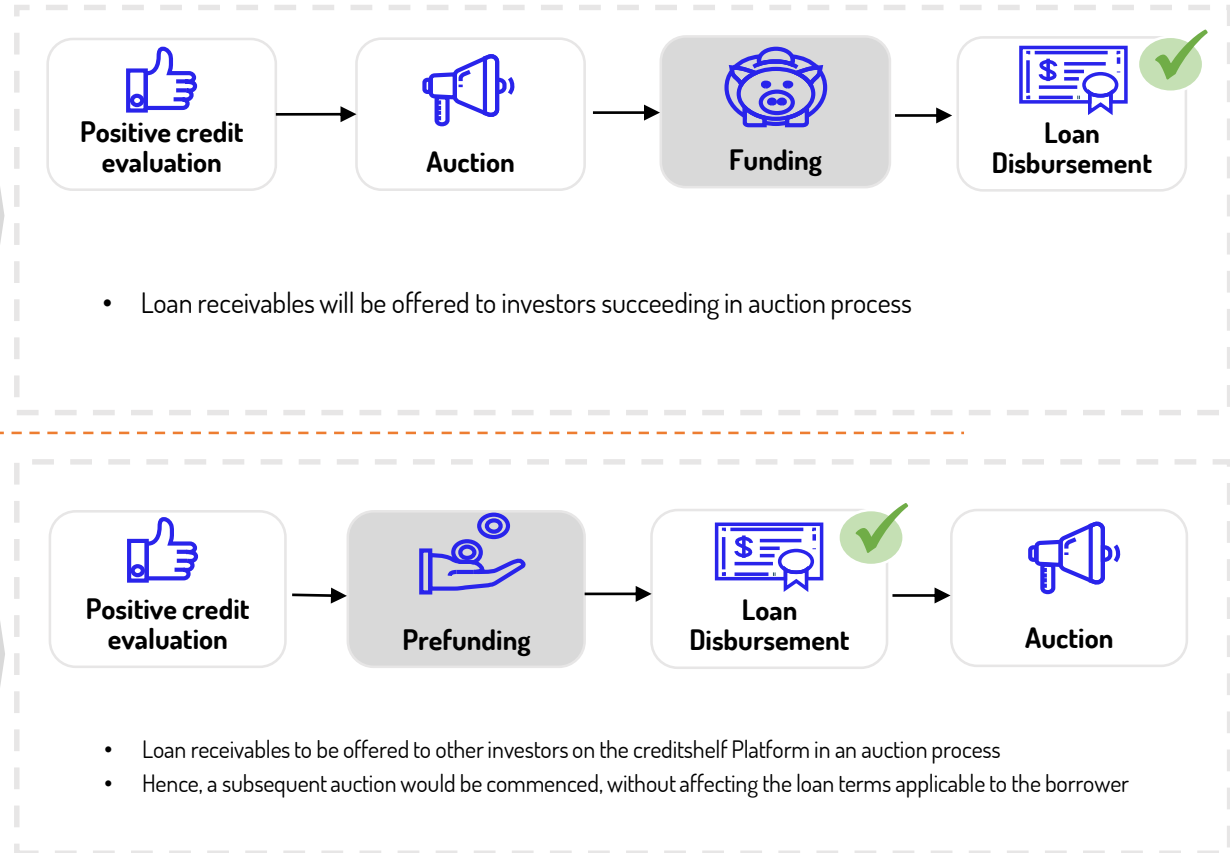 Positive credit
evaluation
Auction
Funding
$
Loan
Disbursement
• Loan receivables will be offered to investors succeeding in auction process
Positive credit
evaluation
Prefunding
$
Loan
Disbursement
Auction
• Loan receivables to be offered to other investors on the creditshelf Platform in an auction process
• Hence, a subsequent auction would be commenced, without affecting the loan terms applicable to the borrower